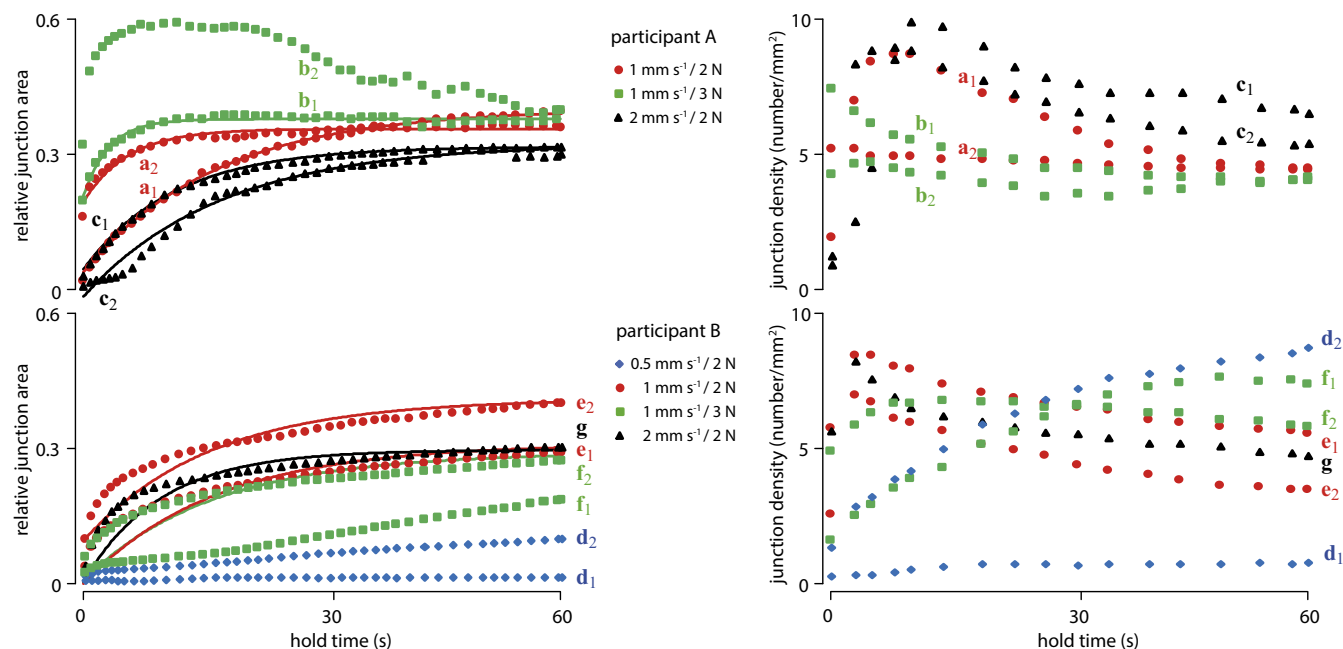 relative junction area
0.6
0.3
0
b₂
b₁
a₂
a₁
c₁
c₂
participant A
1 mm s⁻¹ / 2 N
1 mm s⁻¹ / 3 N
2 mm s⁻¹ / 2 N
junction density (number/mm²)
10
5
0
a₁
b₁
a₂
b₂
c₁
c₂
relative junction area
0.6
0.3
0
0
30
60
hold time (s)
e₂
g
e₁
f₂
f₁
d₂
d₁
participant B
0.5 mm s⁻¹ / 2 N
1 mm s⁻¹ / 2 N
1 mm s⁻¹ / 3 N
2 mm s⁻¹ / 2 N
junction density (number/mm²)
10
5
0
0
30
60
hold time (s)
d₂
f₁
f₂
e₁
g
e₂
d₁